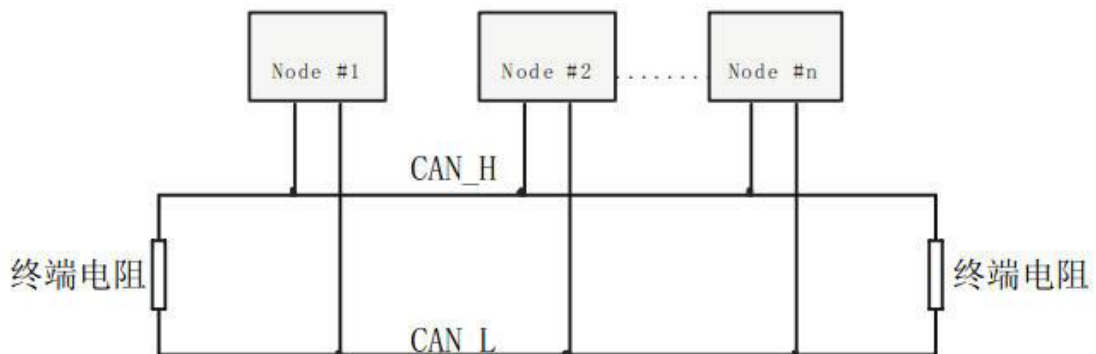 Node #1
Node #2
.......
Node #n
CAN_H
终端电阻
终端电阻
CAN_L